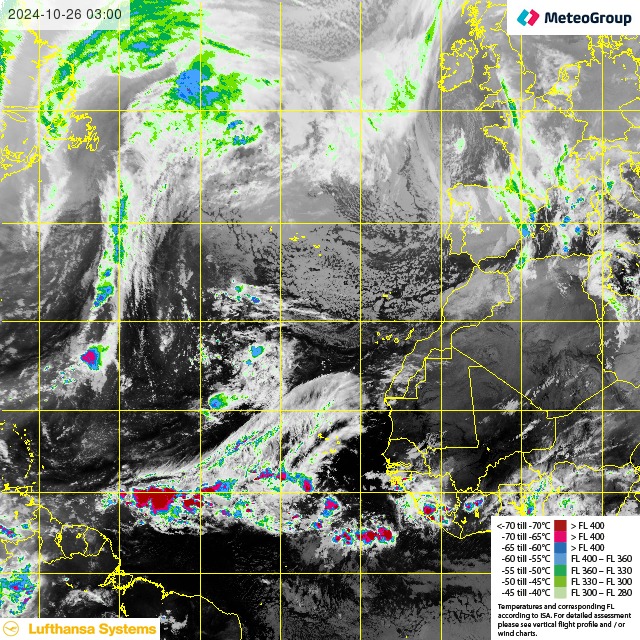 2024-10-26 03:00
MeteoGroup
<-70 till -70°C > FL 400
-70 till -65°C > FL 400
-65 till -60°C > FL 400
-60 till -55°C FL 400 – FL 360
-55 till -50°C FL 360 – FL 330
-50 till -45°C FL 330 – FL 300
-45 till -40°C FL 300 – FL 280
Temperatures and corresponding FL
according to ISA. For detailed assessment
please see vertical flight profile and / or
wind charts.
Lufthansa Systems